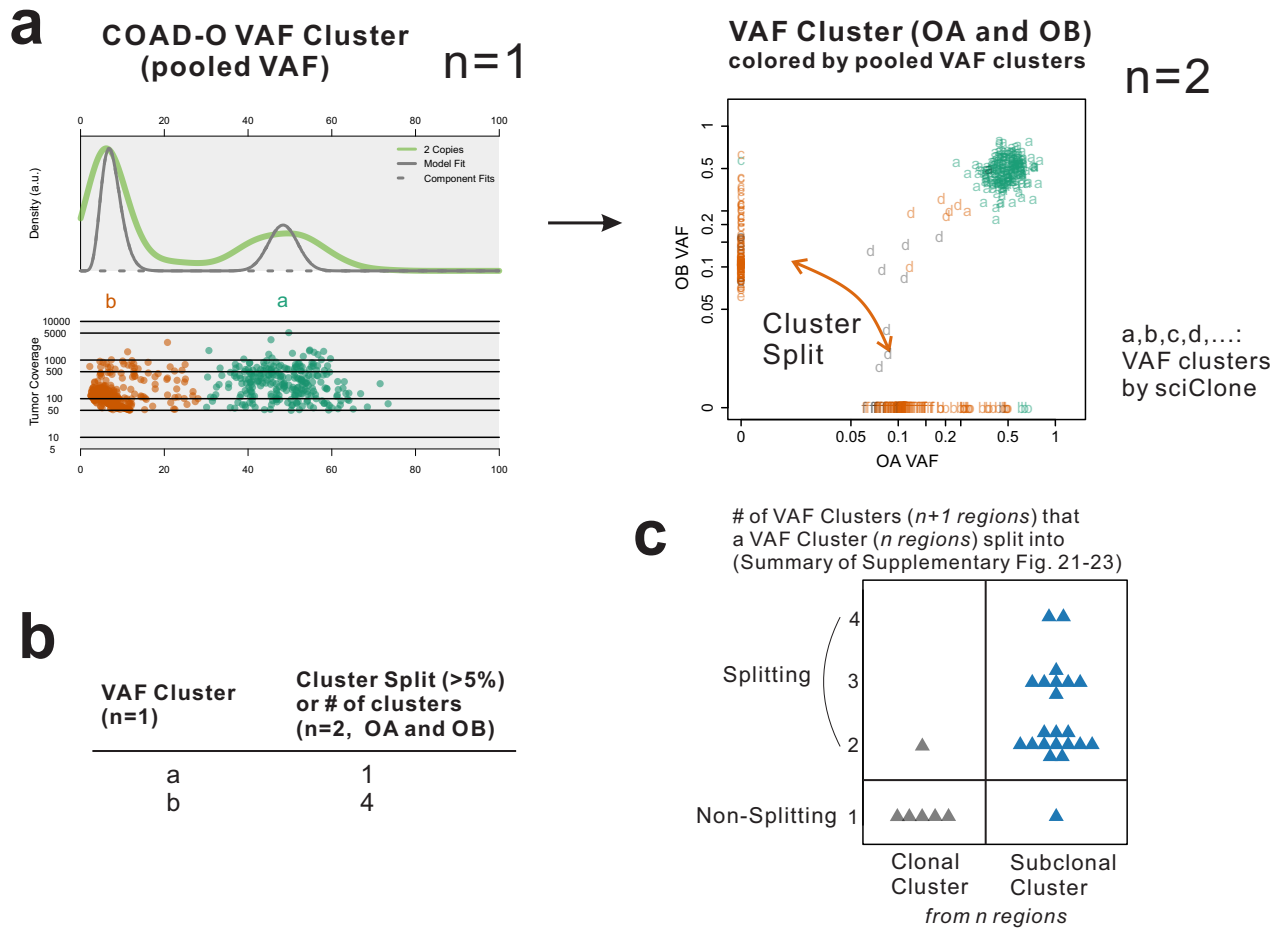 a
COAD-O VAF Cluster
(pooled VAF)
n=1
0 20 40 60 80 100
Density (a.u.)
2 Copies
Model Fit
Component Fits
b a
Tumor Coverage
10000
5000
1000
500
100
50
10
5
0 20 40 60 80 100
VAF Cluster (OA and OB)
colored by pooled VAF clusters
n=2
OB VAF
1
0.5
0.2
0.1
0.05
0
Cluster
Split
0 0.05 0.1 0.2 0.5 1
OA VAF
a,b,c,d,...:
VAF clusters
by sciClone
b
VAF Cluster
(n=1)
Cluster Split (>5%)
or # of clusters
(n=2, OA and OB)
a 1
b 4
c
# of VAF Clusters (n+1 regions) that
a VAF Cluster (n regions) split into
(Summary of Supplementary Fig. 21-23)
Splitting
4
3
2
Non-Splitting 1
Clonal
Cluster
Subclonal
Cluster
from n regions